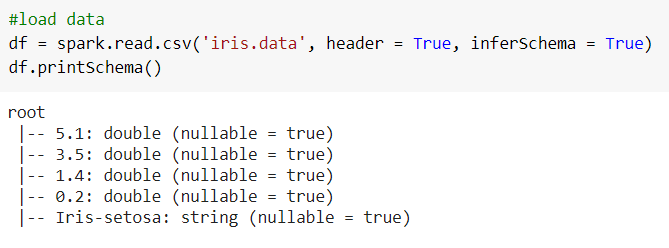 #load data
df = spark.read.csv('iris.data', header = True, inferSchema = True)
df.printSchema()
root
 |-- 5.1: double (nullable = true)
 |-- 3.5: double (nullable = true)
 |-- 1.4: double (nullable = true)
 |-- 0.2: double (nullable = true)
 |-- Iris-setosa: string (nullable = true)